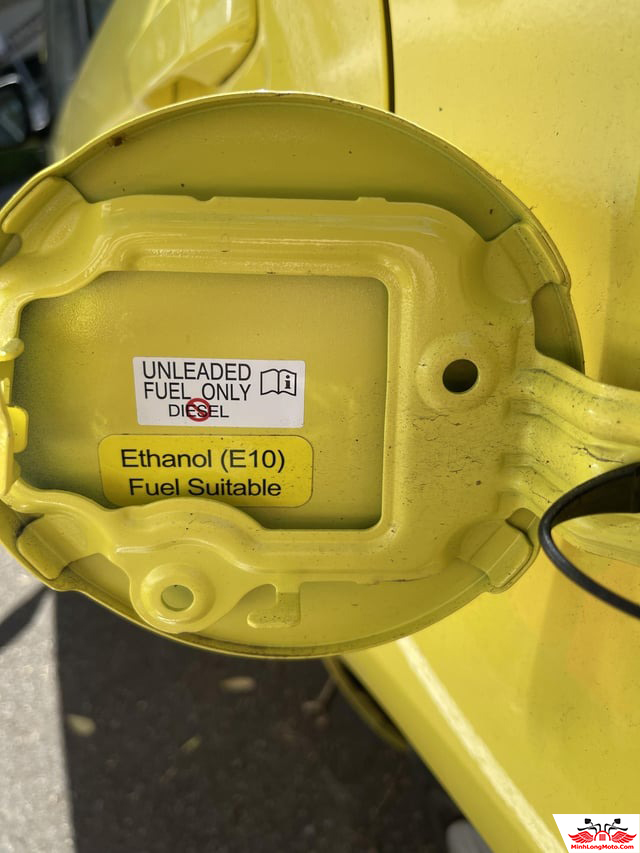 UNLEADED
FUEL ONLY
DIESEL
Ethanol (E10)
Fuel Suitable
MinhLongMoto.Com